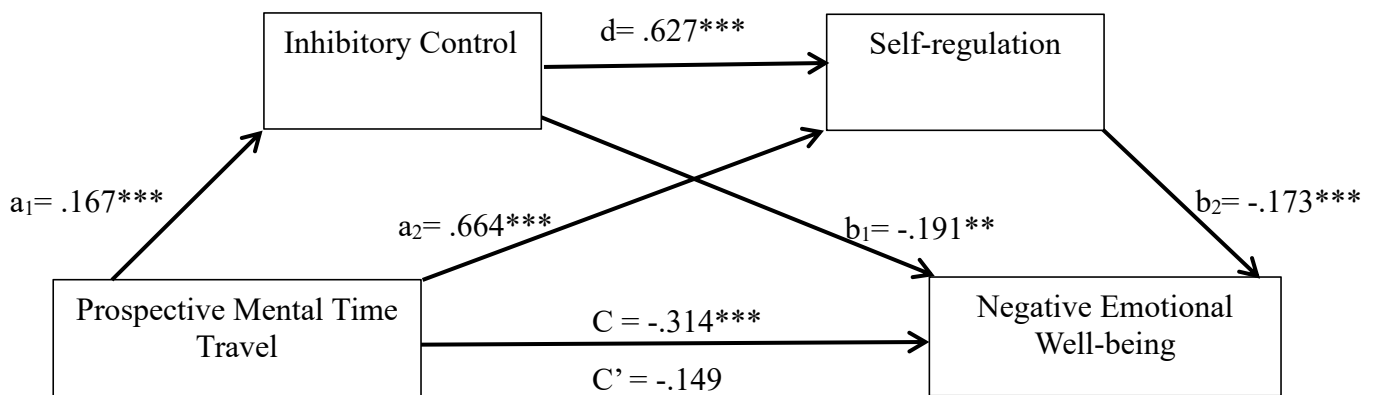 Inhibitory Control
d= .627***
Self-regulation
a₁= .167***
a₂= .664***
b₁= -.191**
b₂= -.173***
Prospective Mental Time
Travel
C = -.314***
C’ = -.149
Negative Emotional
Well-being